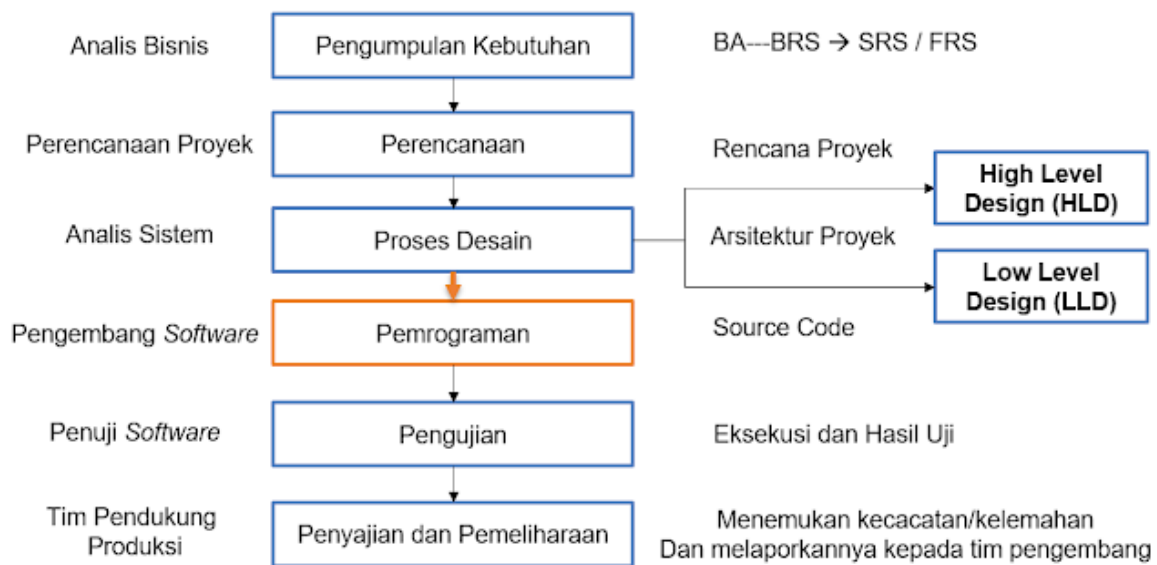 Analis Bisnis
Pengumpulan Kebutuhan
BA---BRS → SRS / FRS
Perencanaan Proyek
Perencanaan
Rencana Proyek
High Level
Design (HLD)
Analis Sistem
Proses Desain
Arsitektur Proyek
Low Level
Design (LLD)
Pengembang Software
Pemrograman
Source Code
Penuji Software
Pengujian
Eksekusi dan Hasil Uji
Tim Pendukung
Produksi
Penyajian dan Pemeliharaan
Menemukan kecacatan/kelemahan
Dan melaporkannya kepada tim pengembang